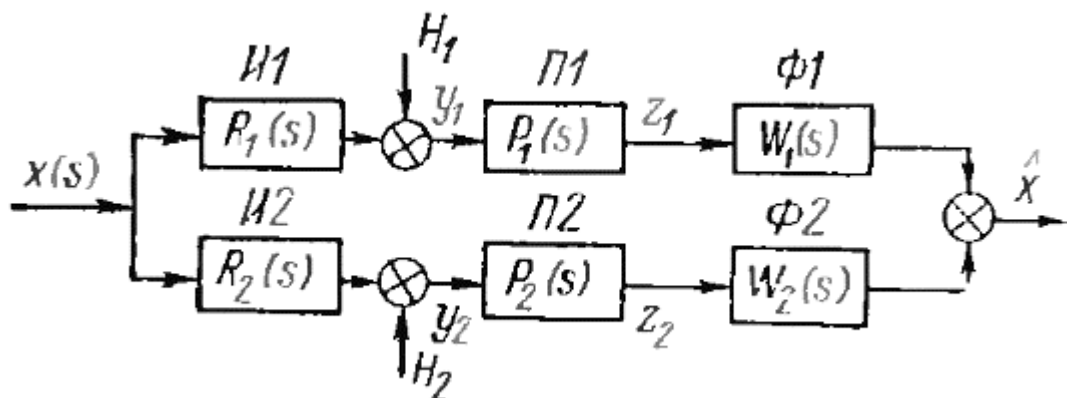 H₁
И1
П1
Ф1
y₁
z₁
R₁(s)
P₁(s)
W₁(s)
x(s)
x̂
И2
П2
Ф2
R₂(s)
P₂(s)
W₂(s)
y₂
z₂
H₂